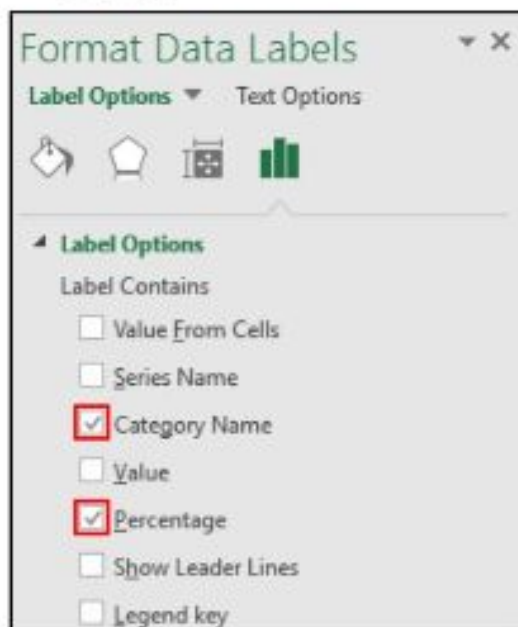 Format Data Labels
Label Options Text Options
Label Options
Label Contains
Value From Cells
Series Name
Category Name
Value
Percentage
Show Leader Lines
Legend key